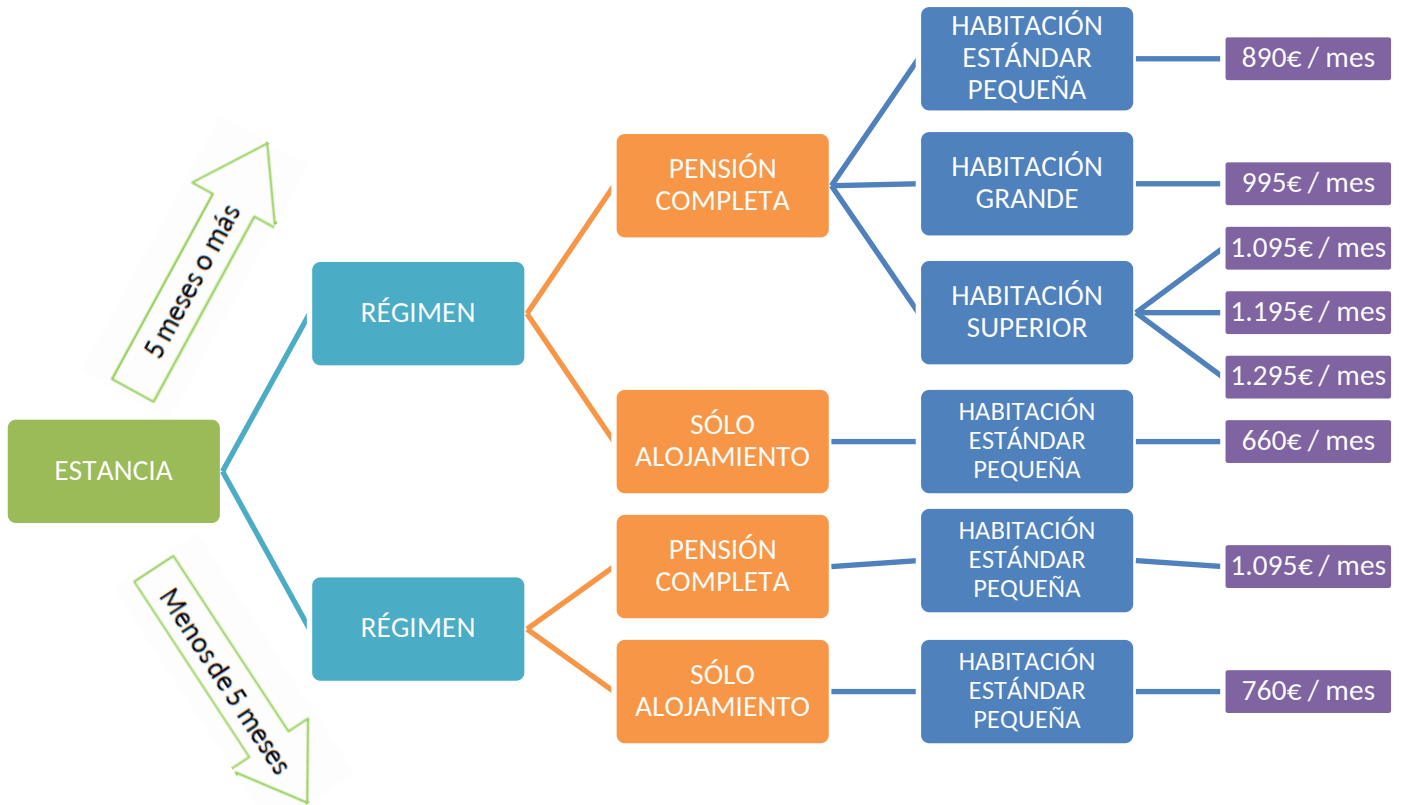 ESTANCIA
5 meses o más
Menos de 5 meses
RÉGIMEN
PENSIÓN
COMPLETA
HABITACIÓN
ESTÁNDAR
PEQUEÑA
890€ / mes
HABITACIÓN
GRANDE
995€ / mes
HABITACIÓN
SUPERIOR
1.095€ / mes
1.195€ / mes
1.295€ / mes
SÓLO
ALOJAMIENTO
HABITACIÓN
ESTÁNDAR
PEQUEÑA
660€ / mes
RÉGIMEN
PENSIÓN
COMPLETA
HABITACIÓN
ESTÁNDAR
PEQUEÑA
1.095€ / mes
SÓLO
ALOJAMIENTO
HABITACIÓN
ESTÁNDAR
PEQUEÑA
760€ / mes